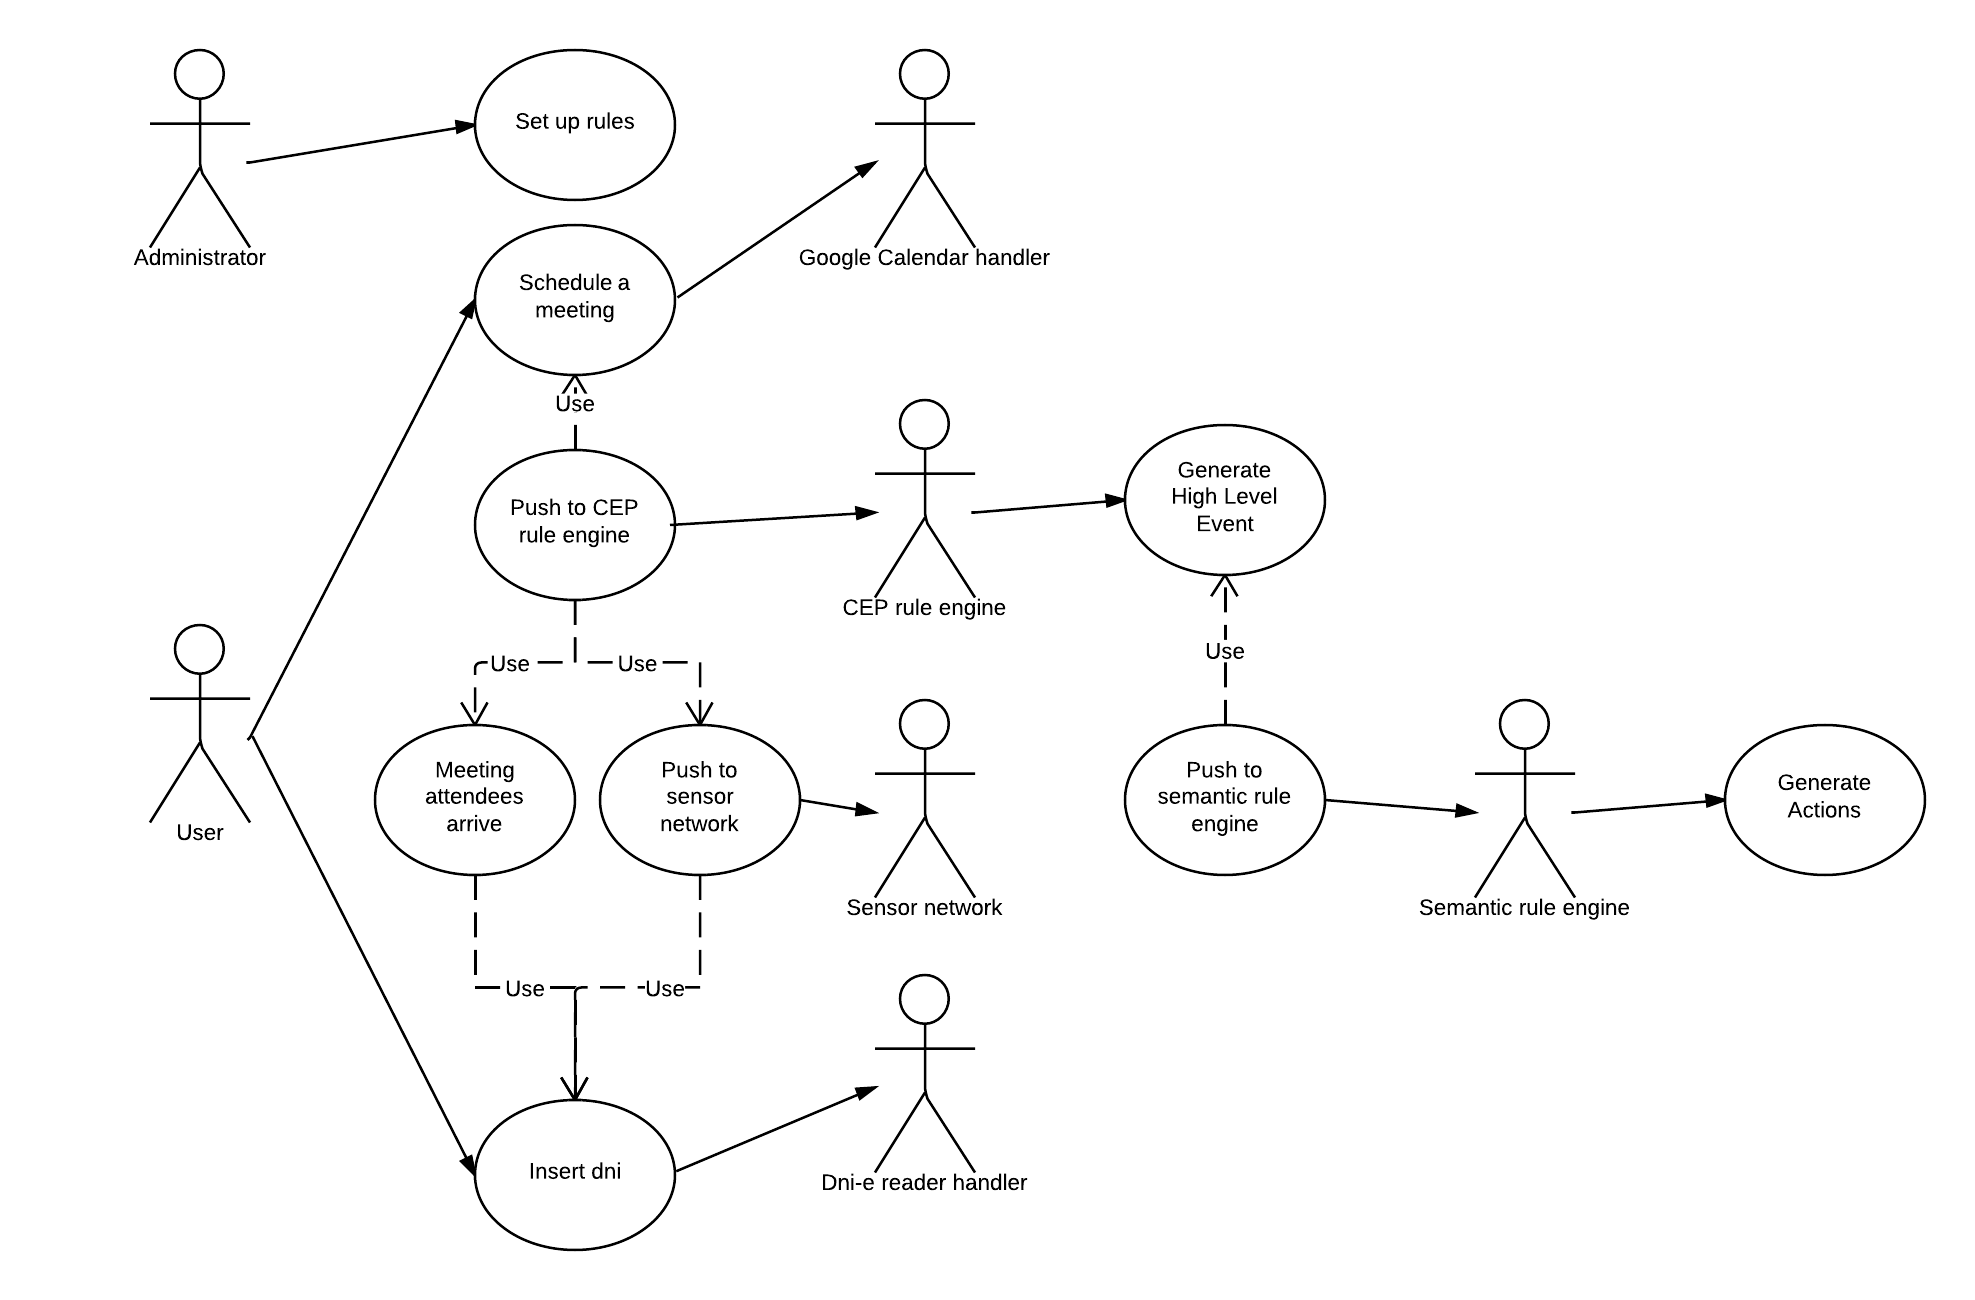 Set up rules
Administrator
Google Calendar handler
Schedule a
meeting
Use
Push to CEP
rule engine
CEP rule engine
Generate
High Level
Event
Use
Use
Use
User
Meeting
attendees
arrive
Push to
sensor
network
Sensor network
Push to
semantic rule
engine
Semantic rule engine
Generate
Actions
Use
Use
Insert dni
Dni-e reader handler